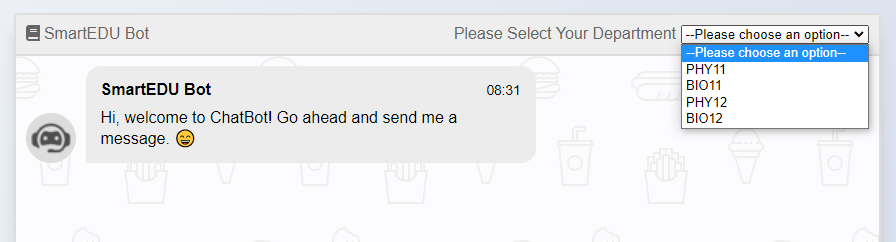 SmartEDU Bot
Please Select Your Department --Please choose an option--
--Please choose an option--
PHY11
BIO11
PHY12
BIO12
SmartEDU Bot 08:31
Hi, welcome to ChatBot! Go ahead and send me a
message. 😄